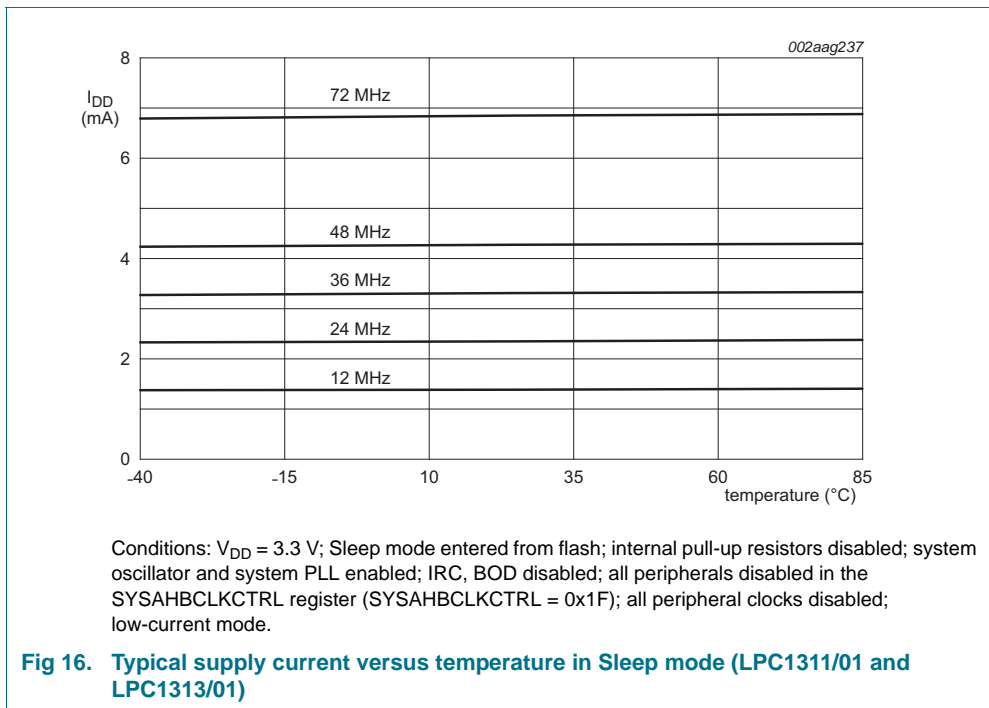 002aag237
8
I_DD
(mA)
72 MHz
6
48 MHz
4
36 MHz
24 MHz
2
12 MHz
0
-40
-15
10
35
60
85
temperature (°C)
Conditions: V_DD = 3.3 V; Sleep mode entered from flash; internal pull-up resistors disabled; system
oscillator and system PLL enabled; IRC, BOD disabled; all peripherals disabled in the
SYSAHBCLKCTRL register (SYSAHBCLKCTRL = 0x1F); all peripheral clocks disabled;
low-current mode.
Fig 16. Typical supply current versus temperature in Sleep mode (LPC1311/01 and
LPC1313/01)